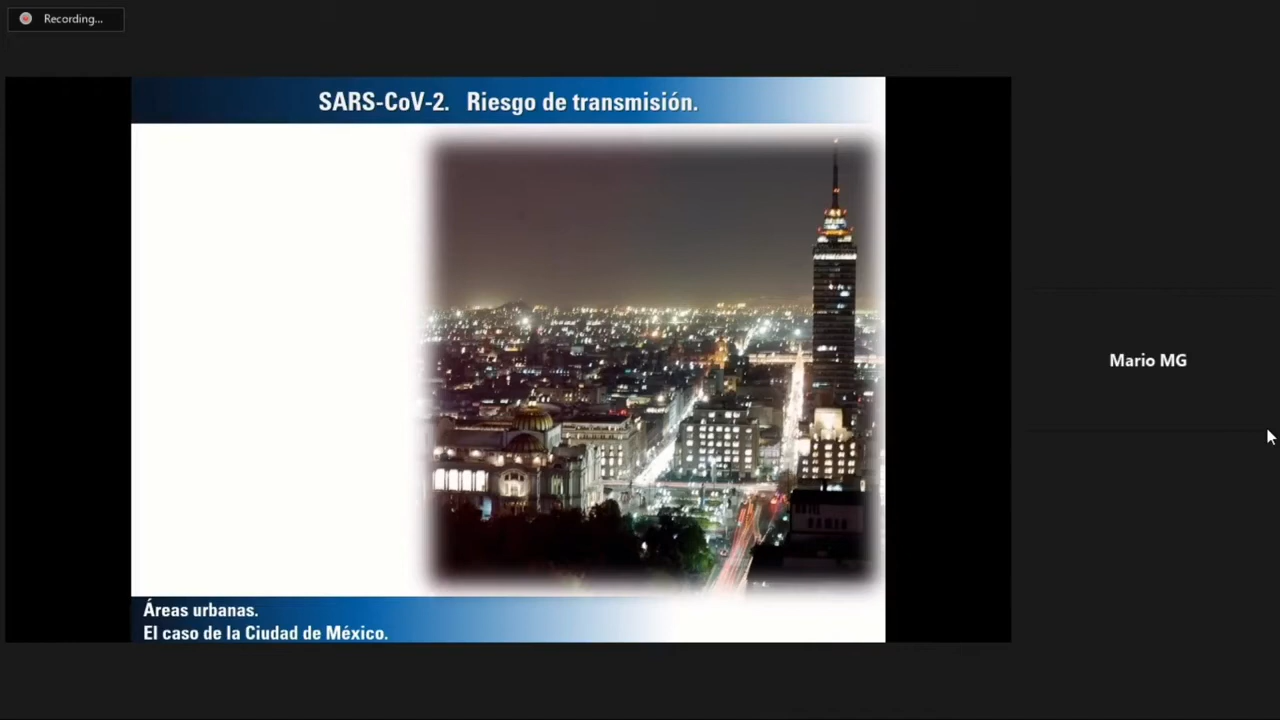 Recording...
SARS-CoV-2. Riesgo de transmisión.
Mario MG
Áreas urbanas.
El caso de la Ciudad de México.